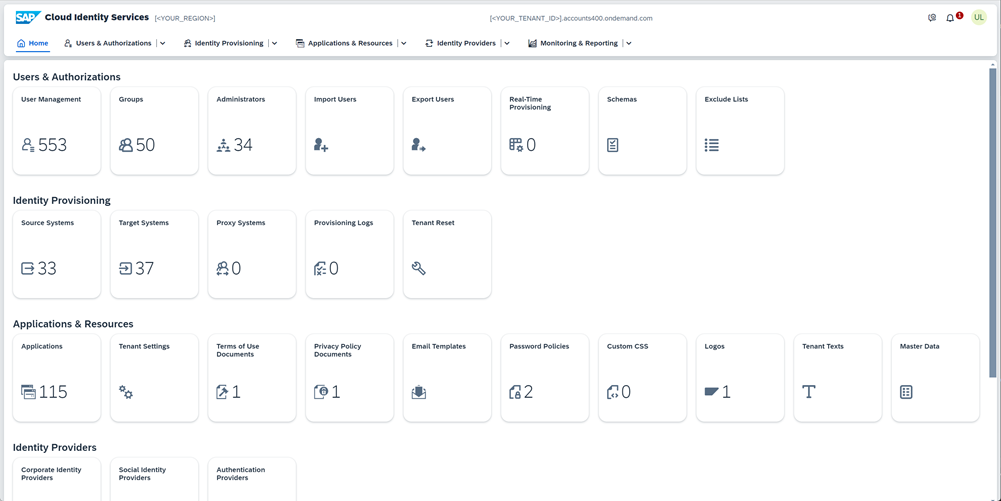 SAP Cloud Identity Services [<YOUR_REGION>] [<YOUR_TENANT_ID>].accounts400.ondemand.com 1 UL
Home Users & Authorizations Identity Provisioning Applications & Resources Identity Providers Monitoring & Reporting
Users & Authorizations
User Management
553
Groups
50
Administrators
34
Import Users
Export Users
Real-Time
Provisioning
0
Schemas
Exclude Lists
Identity Provisioning
Source Systems
33
Target Systems
37
Proxy Systems
0
Provisioning Logs
0
Tenant Reset
Applications & Resources
Applications
115
Tenant Settings
Terms of Use
Documents
1
Privacy Policy
Documents
1
Email Templates
Password Policies
2
Custom CSS
0
Logos
1
Tenant Texts
Master Data
Identity Providers
Corporate Identity
Providers
Social Identity
Providers
Authentication
Providers